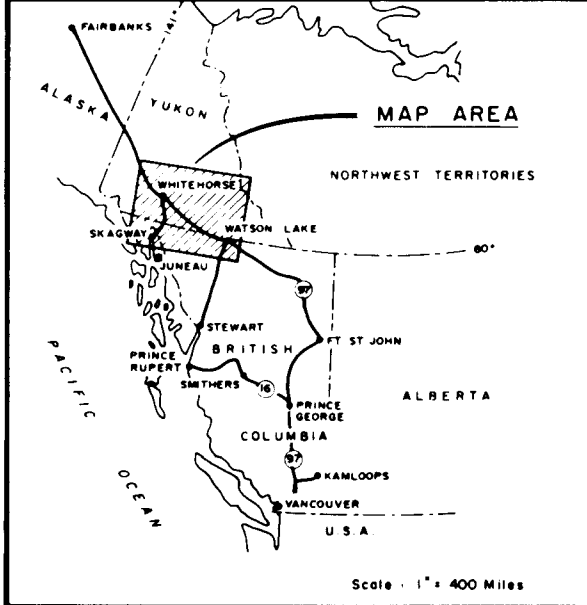 FAIRBANKS
141°
ALASKA
YUKON
MAP AREA
NORTHWEST TERRITORIES
WHITEHORSE
SKAGWAY
WATSON LAKE
60°
JUNEAU
97
STEWART
BRITISH
FT ST JOHN
PRINCE
RUPERT
SMITHERS
16
PRINCE
GEORGE
ALBERTA
PACIFIC
OCEAN
COLUMBIA
97
KAMLOOPS
VANCOUVER
U.S.A.
Scale : 1" = 400 Miles